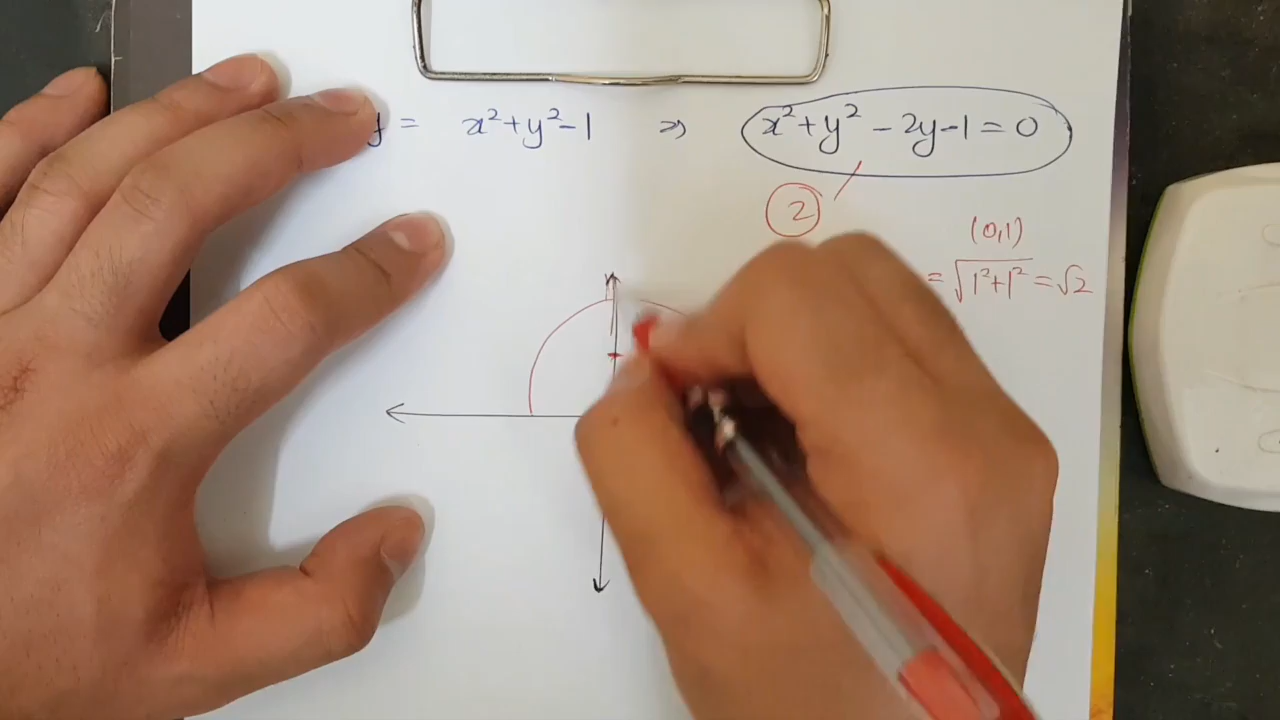 y = x²+y²-1 ⇒ x²+y²-2y-1=0
2
(0,1)
= √1²+1² = √2